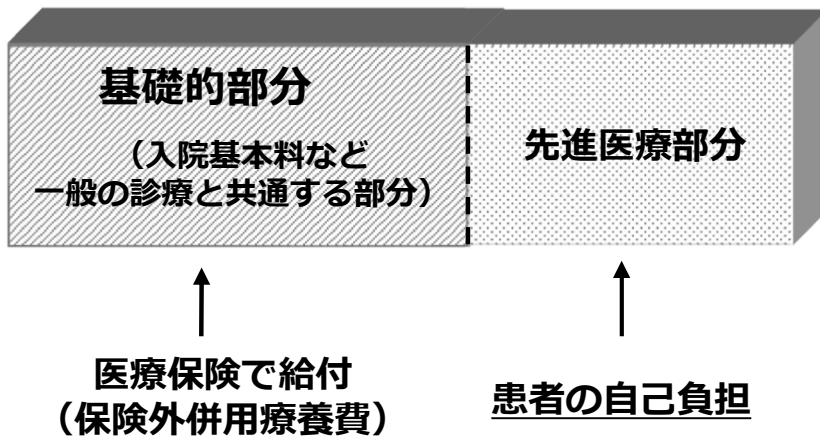 基礎的部分
（入院基本料など
一般の診療と共通する部分）
先進医療部分
医療保険で給付
（保険外併用療養費）
患者の自己負担